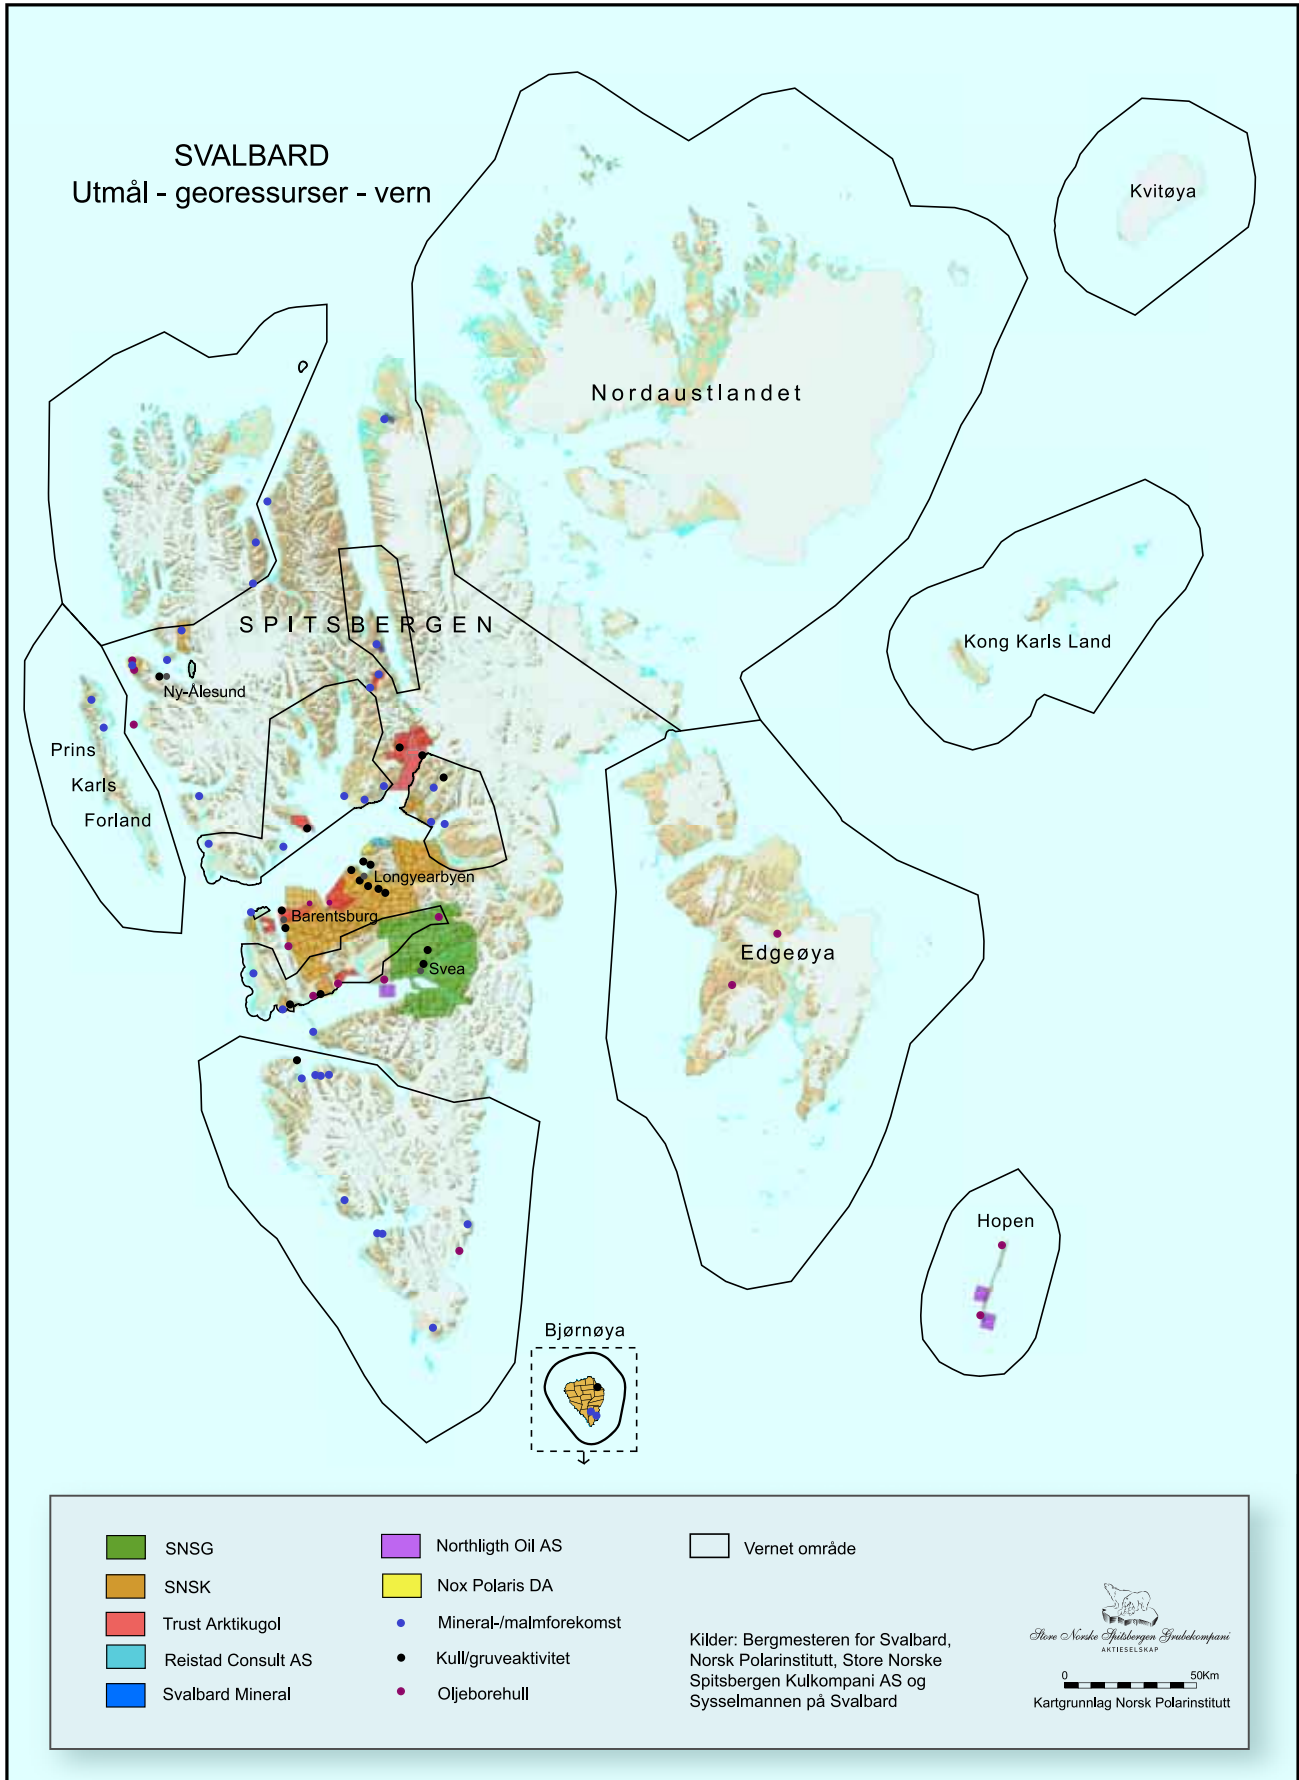 SVALBARD
Utmål - georessurser - vern
Kvitøya
Nordaustlandet
SPITSBERGEN
Kong Karls Land
Ny-Ålesund
Prins
Karls
Forland
Longyearbyen
Barentsburg
Svea
Edgeøya
Hopen
Bjørnøya
SNSG
SNSK
Trust Arktikugol
Reistad Consult AS
Svalbard Mineral
Northligth Oil AS
Nox Polaris DA
Mineral-/malmforekomst
Kull/gruveaktivitet
Oljeborehull
Vernet område
Kilder: Bergmesteren for Svalbard,
Norsk Polarinstitutt, Store Norske
Spitsbergen Kulkompani AS og
Sysselmannen på Svalbard
Store Norske Spitsbergen Grubekompani
AKTIESELSKAP
0 50Km
Kartgrunnlag Norsk Polarinstitutt